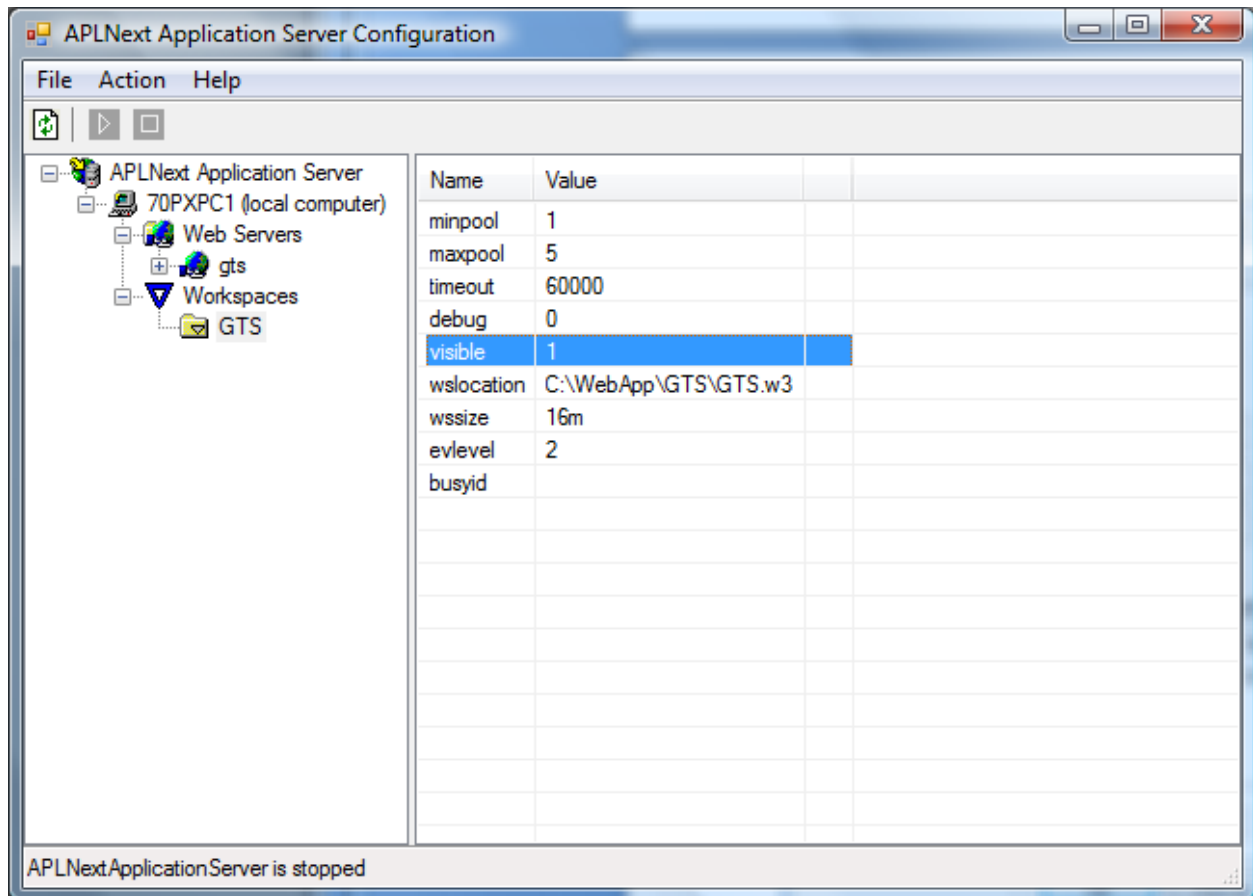 APLNext Application Server Configuration
File Action Help
APLNext Application Server
70PXPC1 (local computer)
Web Servers
gts
Workspaces
GTS
Name Value
minpool 1
maxpool 5
timeout 60000
debug 0
visible 1
wslocation C:\WebApp\GTS\GTS.w3
wssize 16m
evlevel 2
busyid
APLNextApplicationServer is stopped